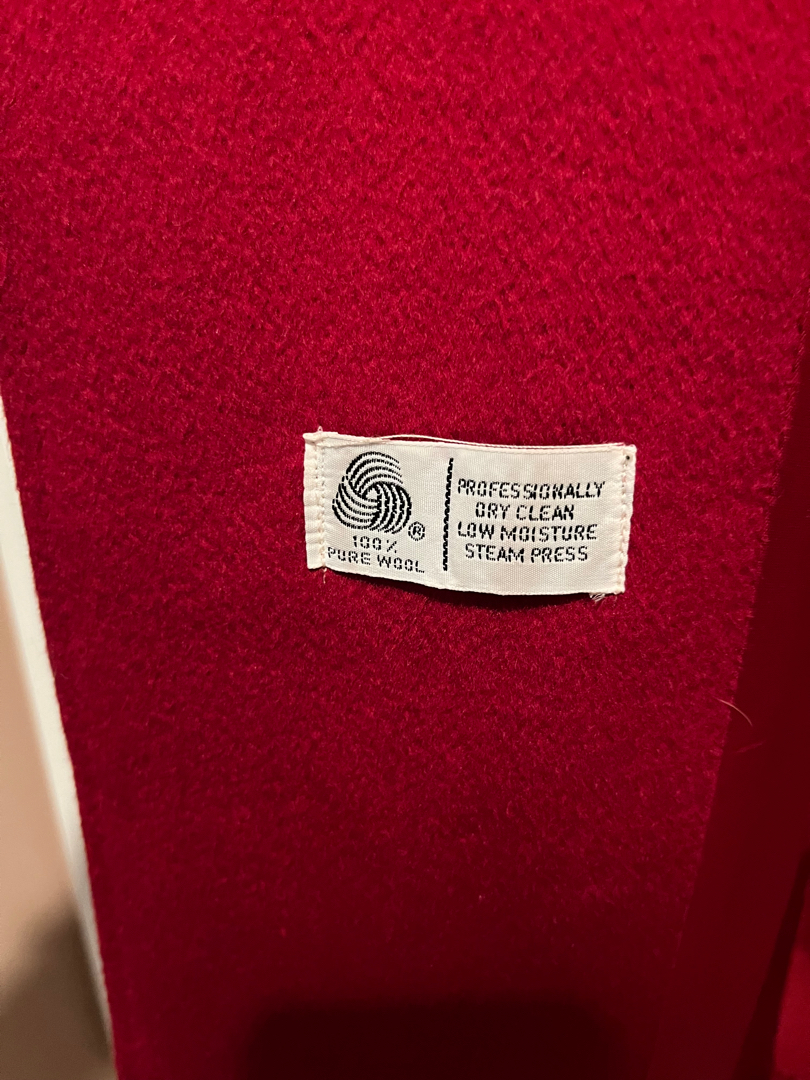 ®
100%
PURE WOOL
PROFESSIONALLY
DRY CLEAN
LOW MOISTURE
STEAM PRESS